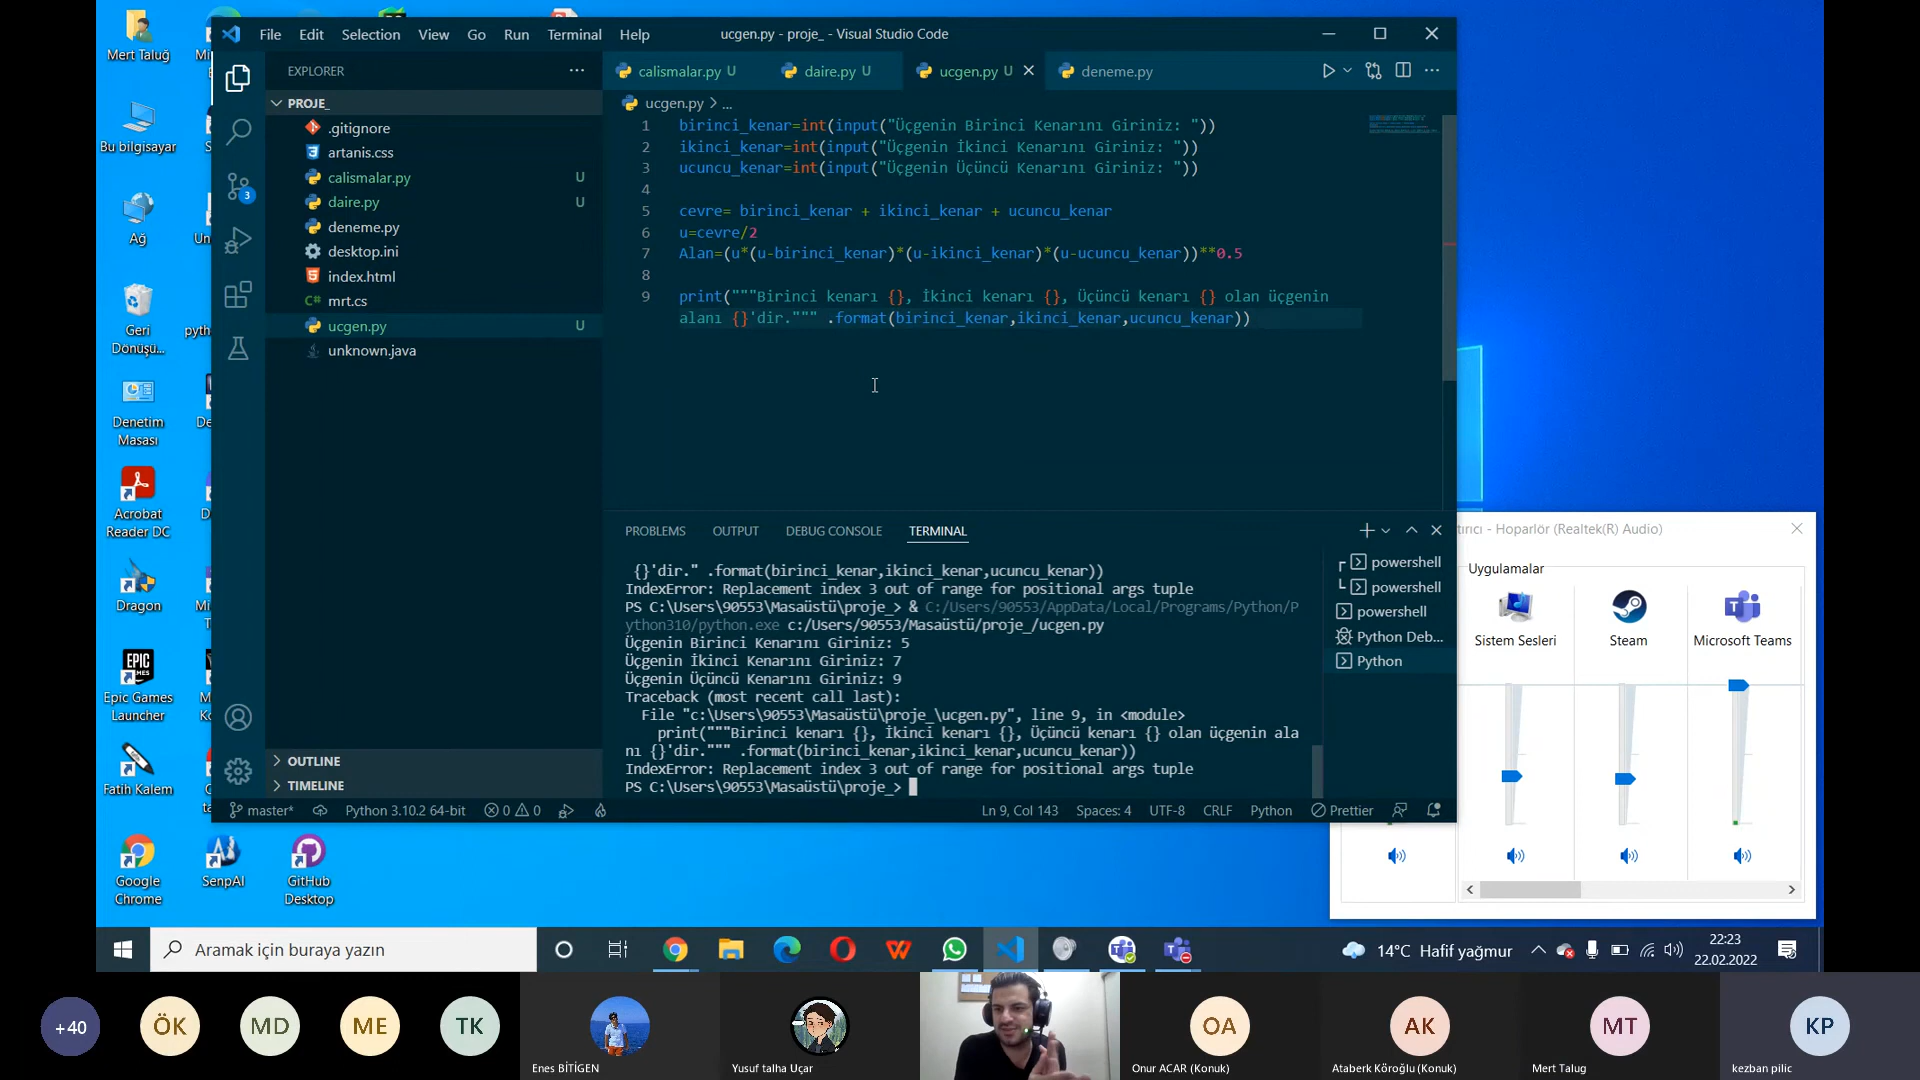 Mert Taluğ
Bu bilgisayar
Ağ
Geri
Dönüşü...
Denetim
Masası
Acrobat
Reader DC
Dragon
Epic Games
Launcher
Fatih Kalem
Google
Chrome
SenpAI
GitHub
Desktop
File Edit Selection View Go Run Terminal Help
ucgen.py - proje_ - Visual Studio Code
EXPLORER
PROJE_
.gitignore
artanis.css
calismalar.py U
daire.py U
deneme.py
desktop.ini
index.html
mrt.cs
ucgen.py U
unknown.java
OUTLINE
TIMELINE
calismalar.py U daire.py U ucgen.py U deneme.py
ucgen.py > ...
1 birinci_kenar=int(input("Üçgenin Birinci Kenarını Giriniz: "))
2 ikinci_kenar=int(input("Üçgenin İkinci Kenarını Giriniz: "))
3 ucuncu_kenar=int(input("Üçgenin Üçüncü Kenarını Giriniz: "))
4
5 cevre= birinci_kenar + ikinci_kenar + ucuncu_kenar
6 u=cevre/2
7 Alan=(u*(u-birinci_kenar)*(u-ikinci_kenar)*(u-ucuncu_kenar))**0.5
8
9 print("""Birinci kenarı {}, İkinci kenarı {}, Üçüncü kenarı {} olan üçgenin
alanı {}'dir.""" .format(birinci_kenar,ikinci_kenar,ucuncu_kenar))
PROBLEMS OUTPUT DEBUG CONSOLE TERMINAL
{}'dir." .format(birinci_kenar,ikinci_kenar,ucuncu_kenar))
IndexError: Replacement index 3 out of range for positional args tuple
PS C:\Users\90553\Masaüstü\proje_> & C:/Users/90553/AppData/Local/Programs/Python/P
ython310/python.exe c:/Users/90553/Masaüstü/proje_/ucgen.py
Üçgenin Birinci Kenarını Giriniz: 5
Üçgenin İkinci Kenarını Giriniz: 7
Üçgenin Üçüncü Kenarını Giriniz: 9
Traceback (most recent call last):
File "c:\Users\90553\Masaüstü\proje_\ucgen.py", line 9, in <module>
print("""Birinci kenarı {}, İkinci kenarı {}, Üçüncü kenarı {} olan üçgenin ala
nı {}'dir.""" .format(birinci_kenar,ikinci_kenar,ucuncu_kenar))
IndexError: Replacement index 3 out of range for positional args tuple
PS C:\Users\90553\Masaüstü\proje_>
powershell
powershell
powershell
Python Deb...
Python
3
master* Python 3.10.2 64-bit 0 0 Ln 9, Col 143 Spaces: 4 UTF-8 CRLF Python Prettier
- Hoparlör (Realtek(R) Audio)
Uygulamalar
Sistem Sesleri Steam Microsoft Teams
Aramak için buraya yazın
14°C Hafif yağmur
22:23
22.02.2022
+40 ÖK MD ME TK OA AK MT KP
Enes BİTİGEN Yusuf talha Uçar Onur ACAR (Konuk) Ataberk Köroğlu (Konuk) Mert Talug kezban pilic